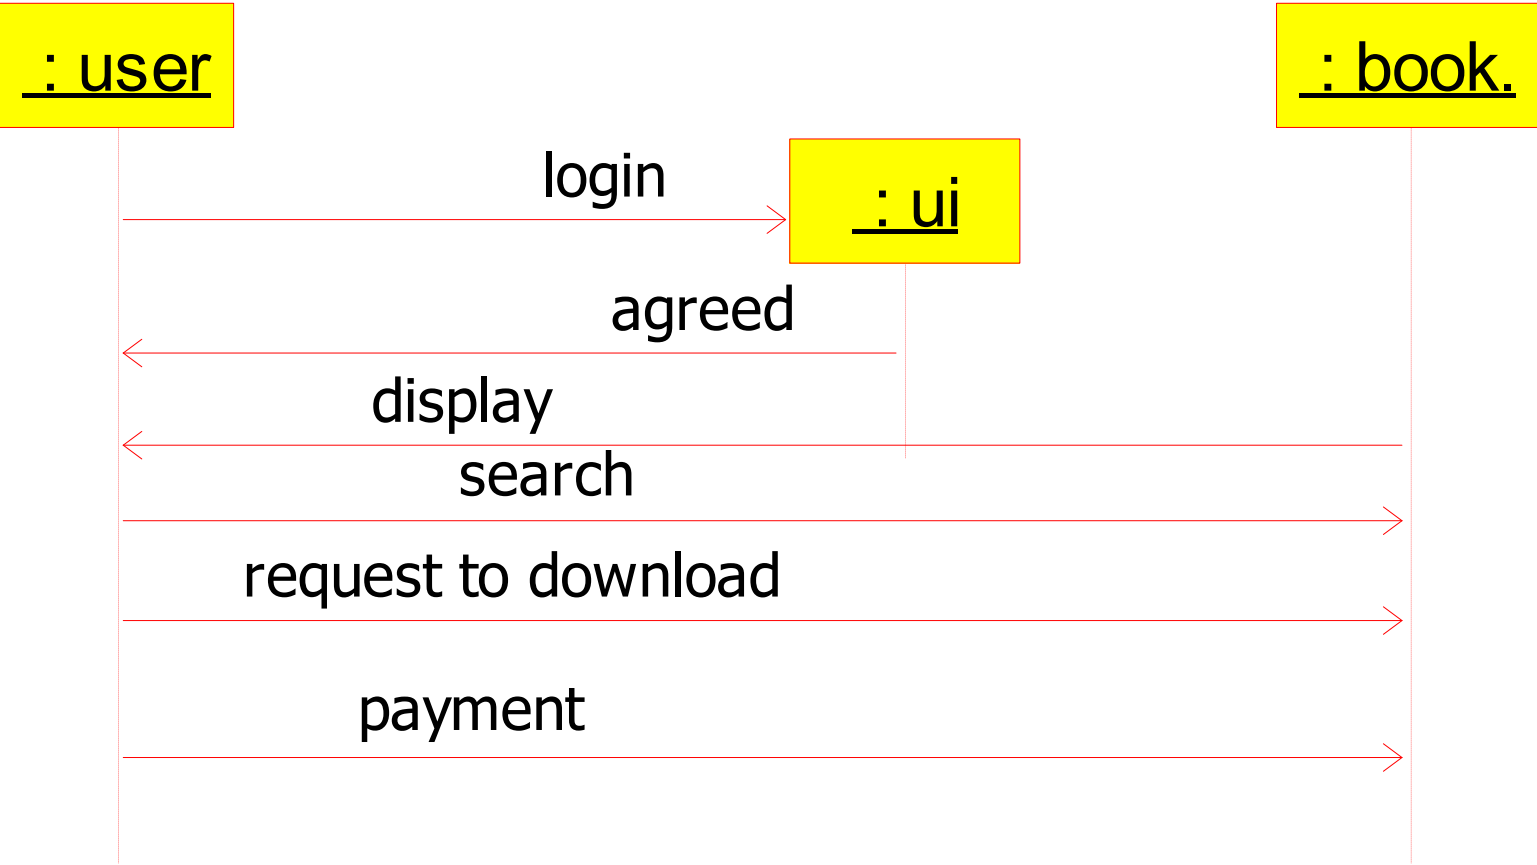 : user
: book.
login
: ui
agreed
display
search
request to download
payment